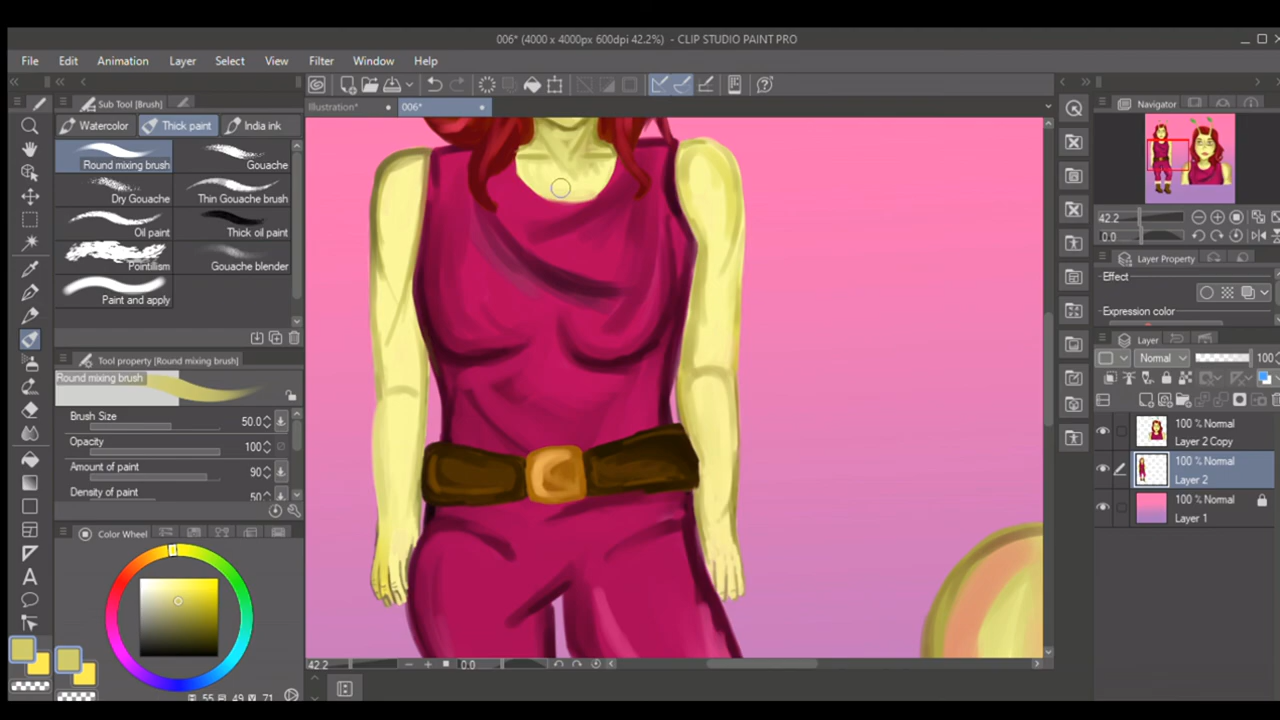 006* (4000 x 4000px 600dpi 42.2%) - CLIP STUDIO PAINT PRO
File Edit Animation Layer Select View Filter Window Help
Sub Tool [Brush]
Illustration* 006*
Navigator
Watercolor Thick paint India ink
Round mixing brush Gouache
Dry Gouache Thin Gouache brush
Oil paint Thick oil paint
Pointillism Gouache blender
Paint and apply
42.2
0.0
Layer Property
Effect
Expression color
Layer
Normal 100
Tool property [Round mixing brush]
Round mixing brush
Brush Size 50.0
Opacity 100
Amount of paint 90
Density of paint 50
100 % Normal
Layer 2 Copy
100 % Normal
Layer 2
100 % Normal
Layer 1
Color Wheel
A
42.2 0.0
H 55 S 49 V 71